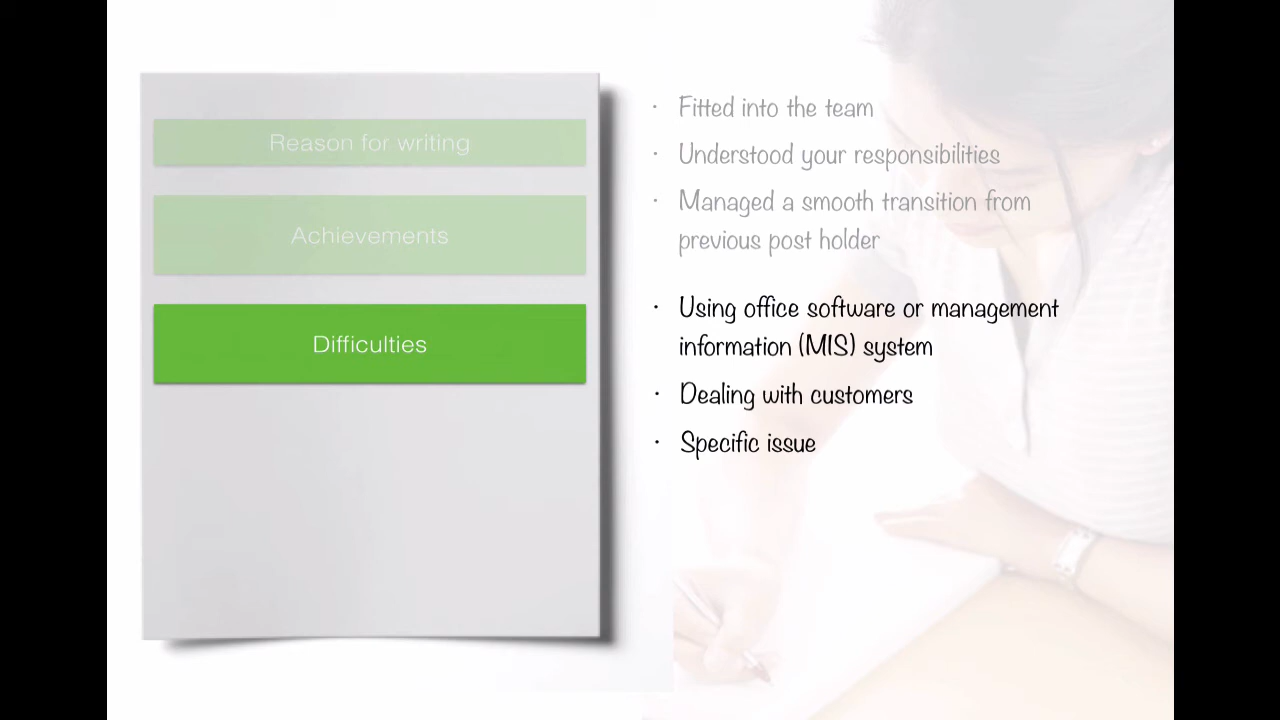 Reason for writing
Achievements
Difficulties
· Fitted into the team
· Understood your responsibilities
· Managed a smooth transition from
previous post holder
· Using office software or management
information (MIS) system
· Dealing with customers
· Specific issue